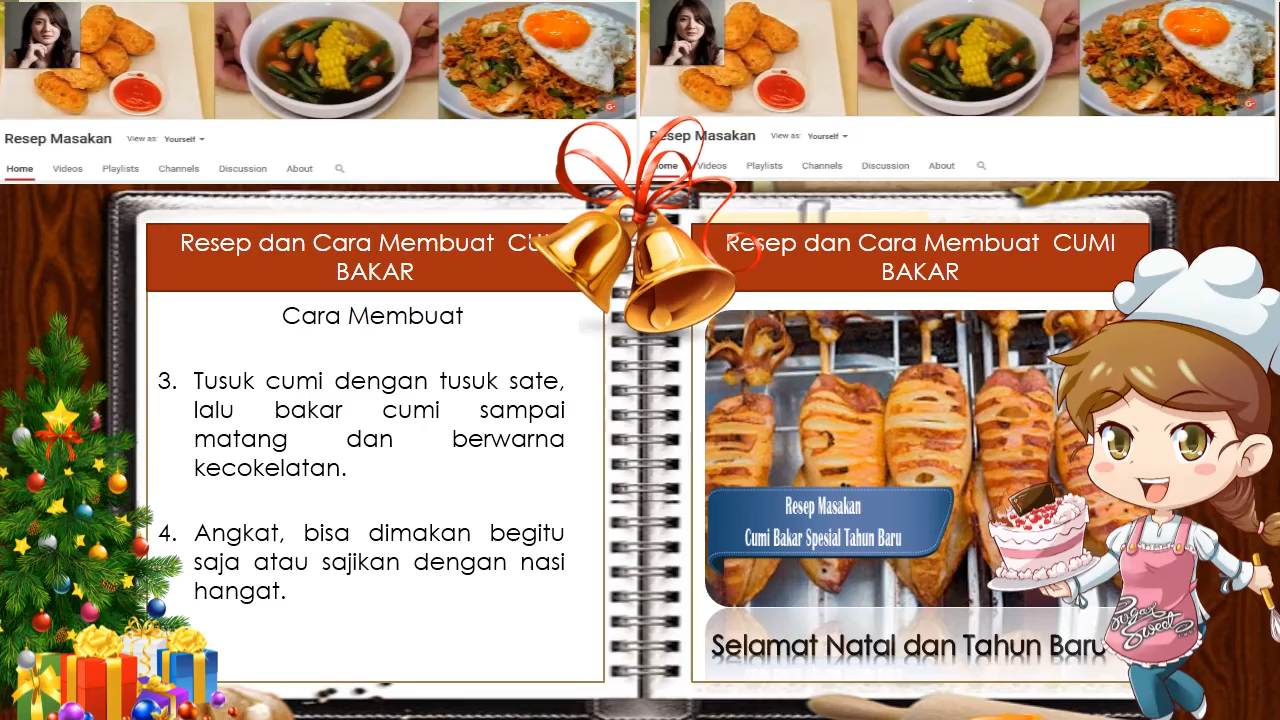 Resep Masakan View as: Yourself
Home Videos Playlists Channels Discussion About
Resep Masakan View as: Yourself
Home Videos Playlists Channels Discussion About
Resep dan Cara Membuat
BAKAR
Cara Membuat
3. Tusuk cumi dengan tusuk sate,
lalu bakar cumi sampai
matang dan berwarna
kecokelatan.
4. Angkat, bisa dimakan begitu
saja atau sajikan dengan nasi
hangat.
Resep dan Cara Membuat CUMI
BAKAR
Resep Masakan
Cumi Bakar Spesial Tahun Baru
Selamat Natal dan Tahun Baru
Sugar
Sweet